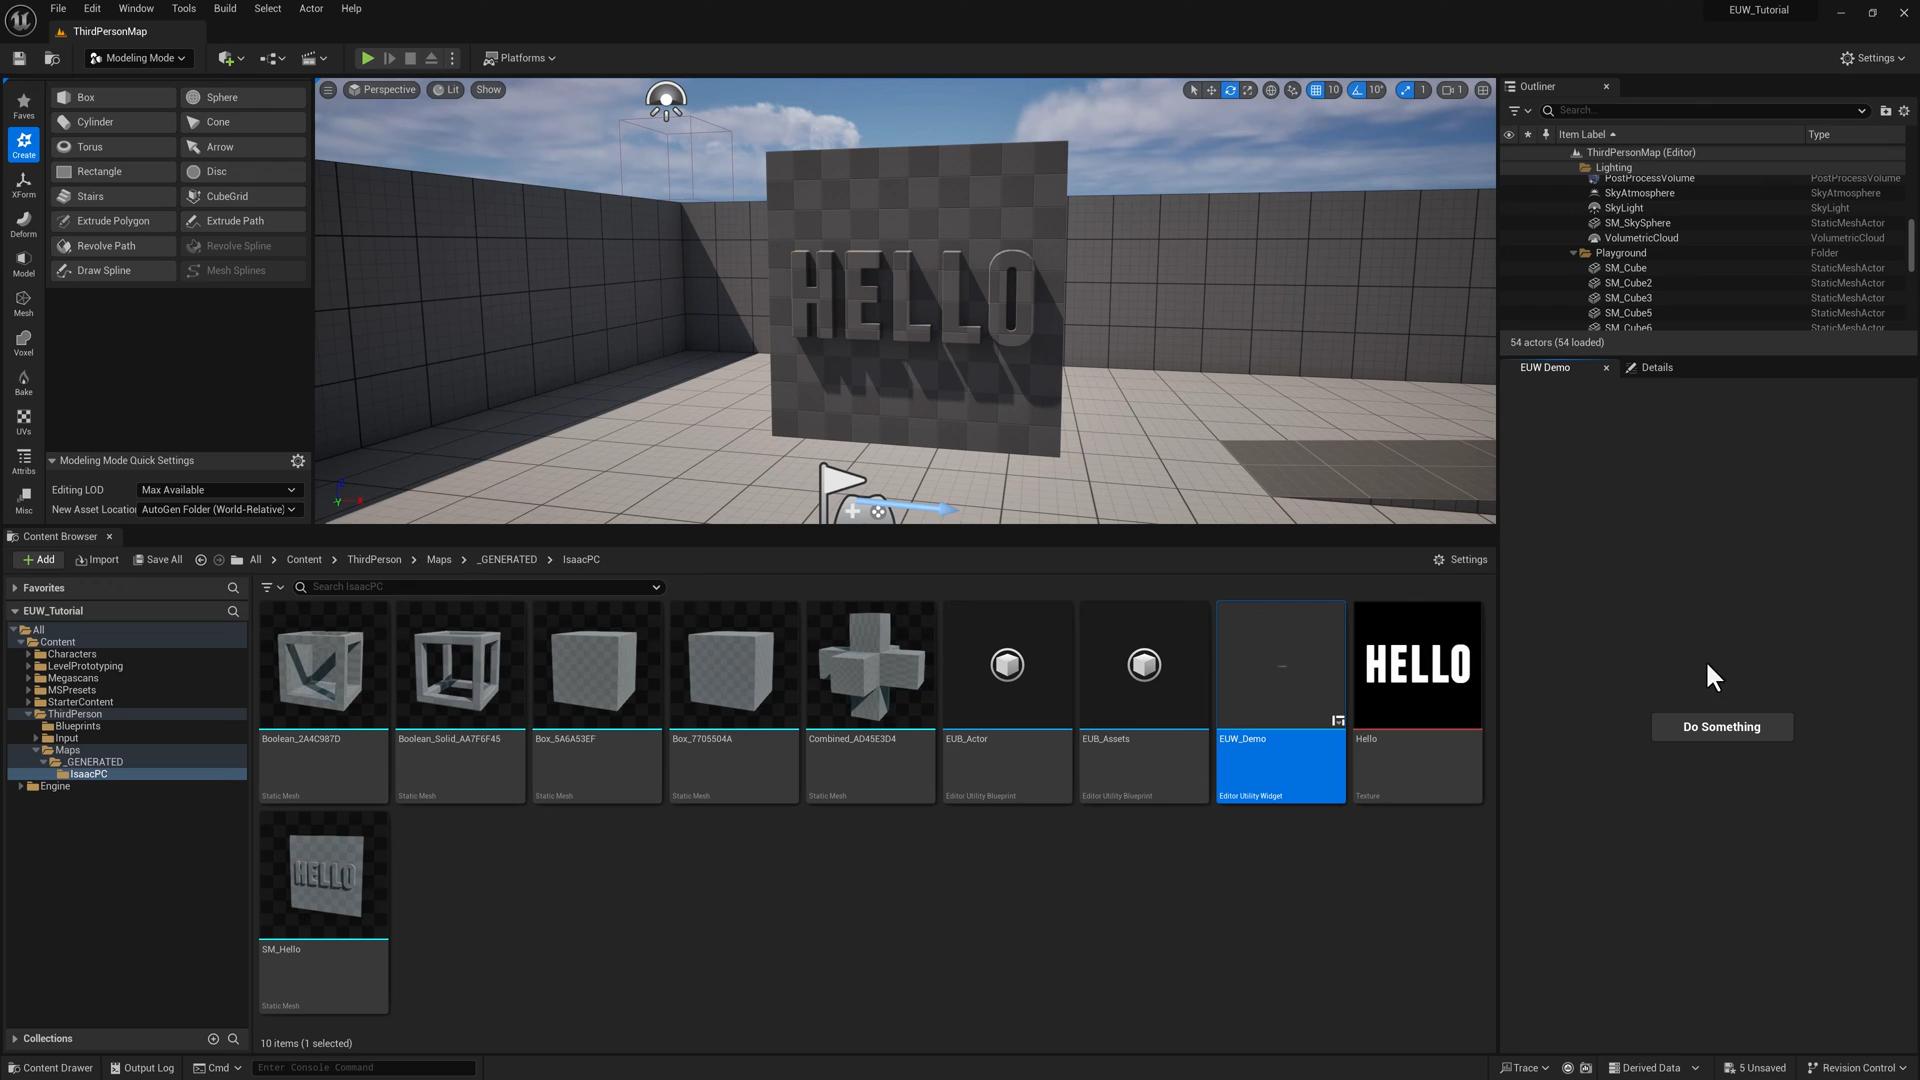 File Edit Window Tools Build Select Actor Help
EUW_Tutorial
ThirdPersonMap
Modeling Mode
Platforms
Settings
Faves
Create
XForm
Deform
Model
Mesh
Voxel
Bake
UVs
Attribs
Misc
Box Sphere
Cylinder Cone
Torus Arrow
Rectangle Disc
Stairs CubeGrid
Extrude Polygon Extrude Path
Revolve Path Revolve Spline
Draw Spline Mesh Splines
Modeling Mode Quick Settings
Editing LOD Max Available
New Asset Location AutoGen Folder (World-Relative)
Perspective Lit Show
10 10° 1 1
HELLO
Outliner
Search...
Item Label Type
ThirdPersonMap (Editor)
Lighting
PostProcessVolume PostProcessVolume
SkyAtmosphere SkyAtmosphere
SkyLight SkyLight
SM_SkySphere StaticMeshActor
VolumetricCloud VolumetricCloud
Playground Folder
SM_Cube StaticMeshActor
SM_Cube2 StaticMeshActor
SM_Cube3 StaticMeshActor
SM_Cube5 StaticMeshActor
SM_Cube6 StaticMeshActor
54 actors (54 loaded)
EUW Demo Details
Do Something
Content Browser
Add Import Save All All Content ThirdPerson Maps _GENERATED IsaacPC Settings
Favorites
EUW_Tutorial
All
Content
Characters
LevelPrototyping
Megascans
MSPresets
StarterContent
ThirdPerson
Blueprints
Input
Maps
_GENERATED
IsaacPC
Engine
Collections
Search IsaacPC
HELLO
Boolean_2A4C987D Boolean_Solid_AA7F6F45 Box_5A6A53EF Box_7705504A Combined_AD45E3D4 EUB_Actor EUB_Assets EUW_Demo Hello
Static Mesh Static Mesh Static Mesh Static Mesh Static Mesh Editor Utility Blueprint Editor Utility Blueprint Editor Utility Widget Texture
HELLO
SM_Hello
Static Mesh
10 items (1 selected)
Content Drawer Output Log Cmd Enter Console Command
Trace Derived Data 5 Unsaved Revision Control